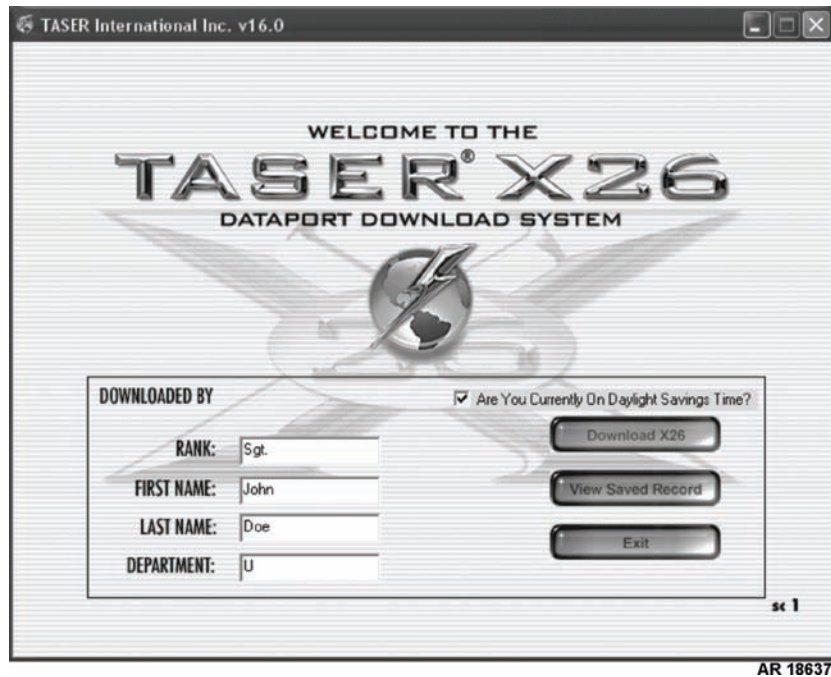 TASER International Inc. v16.0
WELCOME TO THE
TASER® X26
DATAPORT DOWNLOAD SYSTEM
DOWNLOADED BY
Are You Currently On Daylight Savings Time?
RANK: Sgt.
Download X26
FIRST NAME: John
View Saved Record
LAST NAME: Doe
Exit
DEPARTMENT: U
sc 1
AR 18637